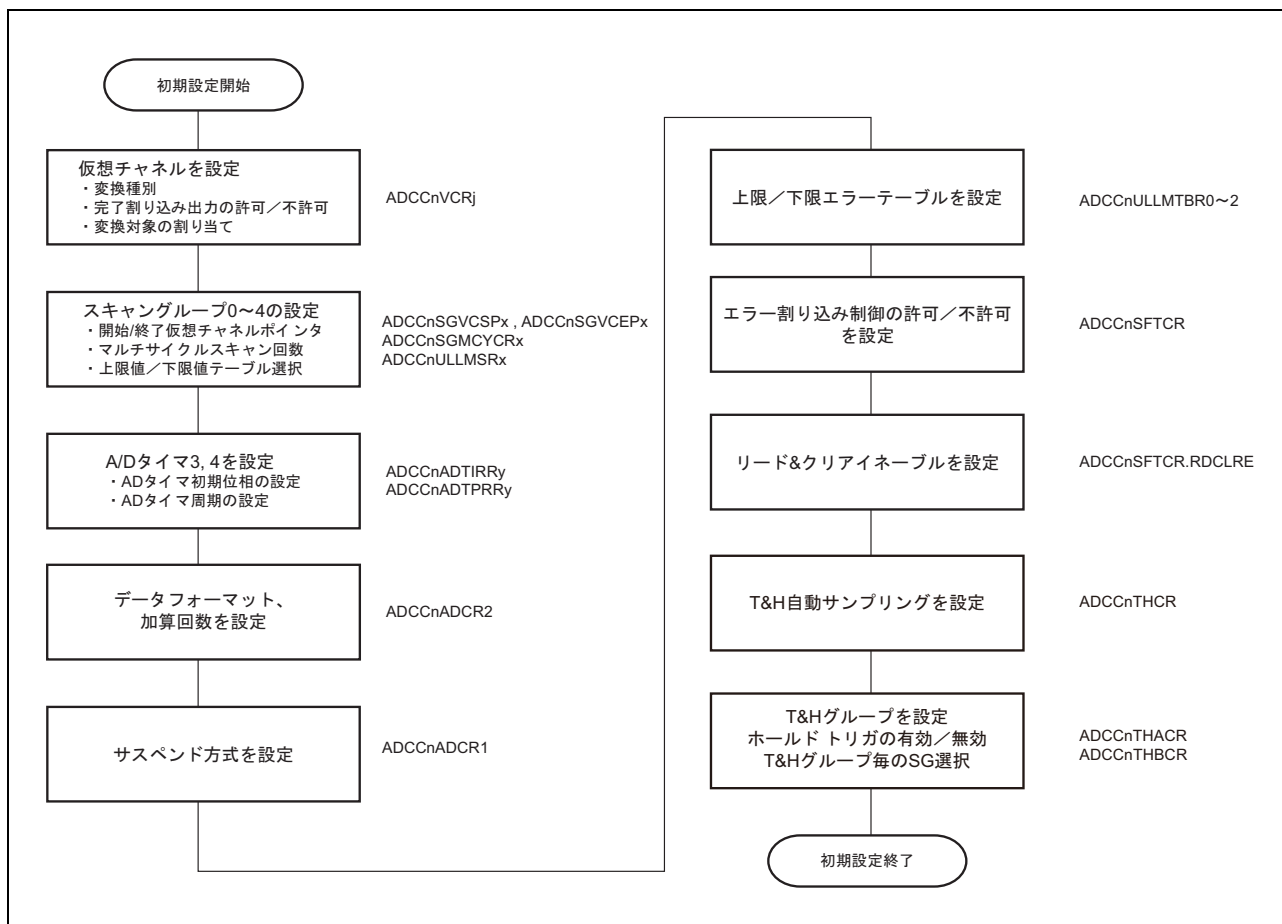 初期設定開始
仮想チャネルを設定
・変換種別
・完了割り込み出力の許可／不許可
・変換対象の割り当て
ADCCnVCRj
スキャングループ0～4の設定
・開始/終了仮想チャネルポインタ
・マルチサイクルスキャン回数
・上限値／下限値テーブル選択
ADCCnSGVCSPx , ADCCnSGVCEPx
ADCCnSGMCYCRx
ADCCnULLMSRx
A/Dタイマ3, 4を設定
・ADタイマ初期位相の設定
・ADタイマ周期の設定
ADCCnADTIRRy
ADCCnADTPRRy
データフォーマット、
加算回数を設定
ADCCnADCR2
サスペンド方式を設定
ADCCnADCR1
上限／下限エラーテーブルを設定
ADCCnULLMTBR0～2
エラー割り込み制御の許可／不許可
を設定
ADCCnSFTCR
リード&クリアイネーブルを設定
ADCCnSFTCR.RDCLRE
T&H自動サンプリングを設定
ADCCnTHCR
T&Hグループを設定
ホールド トリガの有効／無効
T&Hグループ毎のSG選択
ADCCnTHACR
ADCCnTHBCR
初期設定終了